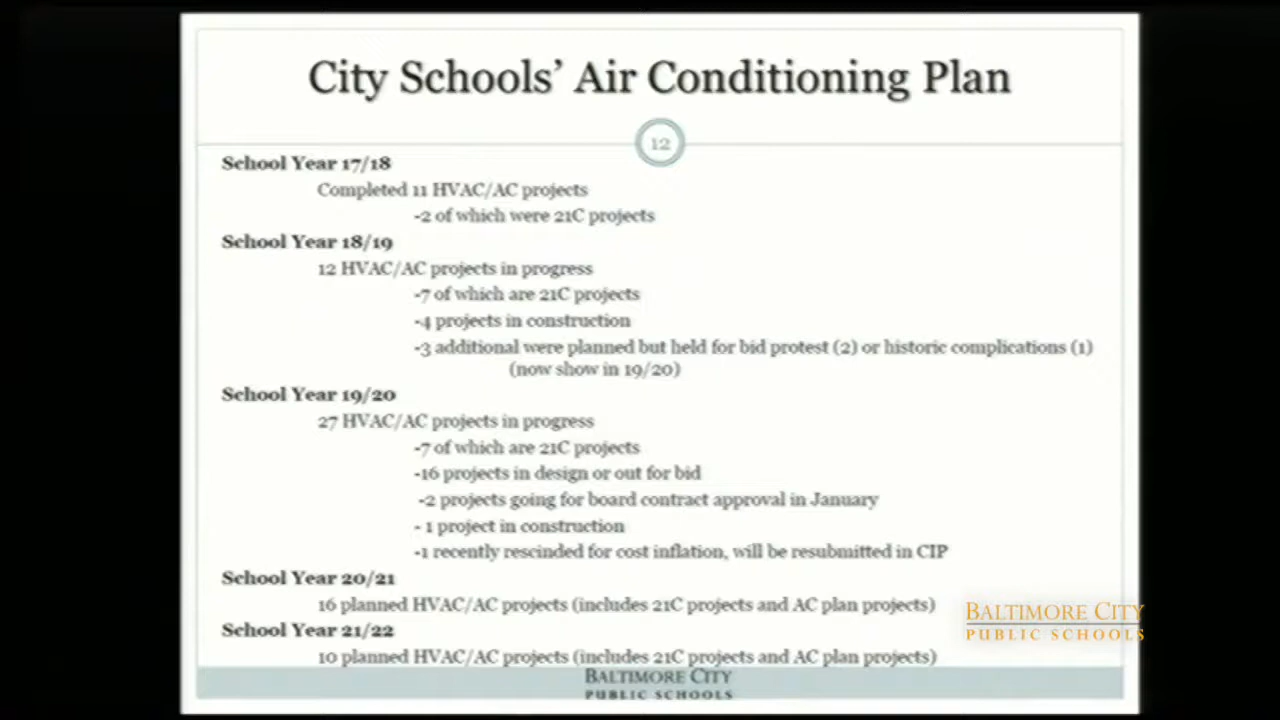 City Schools’ Air Conditioning Plan
12
School Year 17/18
Completed 11 HVAC/AC projects
-2 of which were 21C projects
School Year 18/19
12 HVAC/AC projects in progress
-7 of which are 21C projects
-4 projects in construction
-3 additional were planned but held for bid protest (2) or historic complications (1)
(now show in 19/20)
School Year 19/20
27 HVAC/AC projects in progress
-7 of which are 21C projects
-16 projects in design or out for bid
-2 projects going for board contract approval in January
- 1 project in construction
-1 recently rescinded for cost inflation, will be resubmitted in CIP
School Year 20/21
16 planned HVAC/AC projects (includes 21C projects and AC plan projects)
School Year 21/22
10 planned HVAC/AC projects (includes 21C projects and AC plan projects)
BALTIMORE CITY
PUBLIC SCHOOLS
BALTIMORE CITY
PUBLIC SCHOOLS